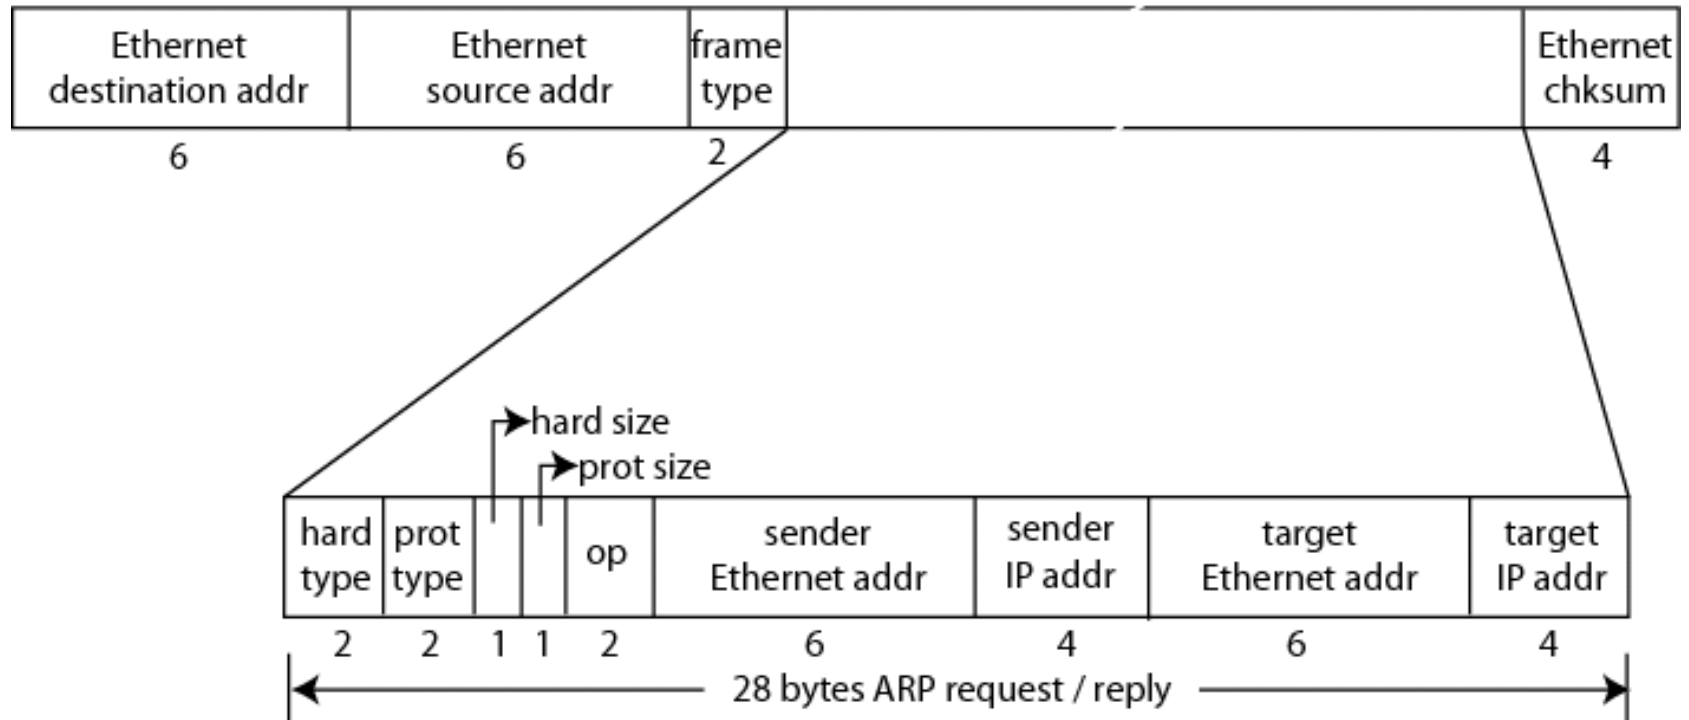 Ethernet
destination addr
Ethernet
source addr
frame
type
Ethernet
chksum
6
6
2
4
hard size
prot size
hard
type
prot
type
op
sender
Ethernet addr
sender
IP addr
target
Ethernet addr
target
IP addr
2
2
1
1
2
6
4
6
4
28 bytes ARP request / reply